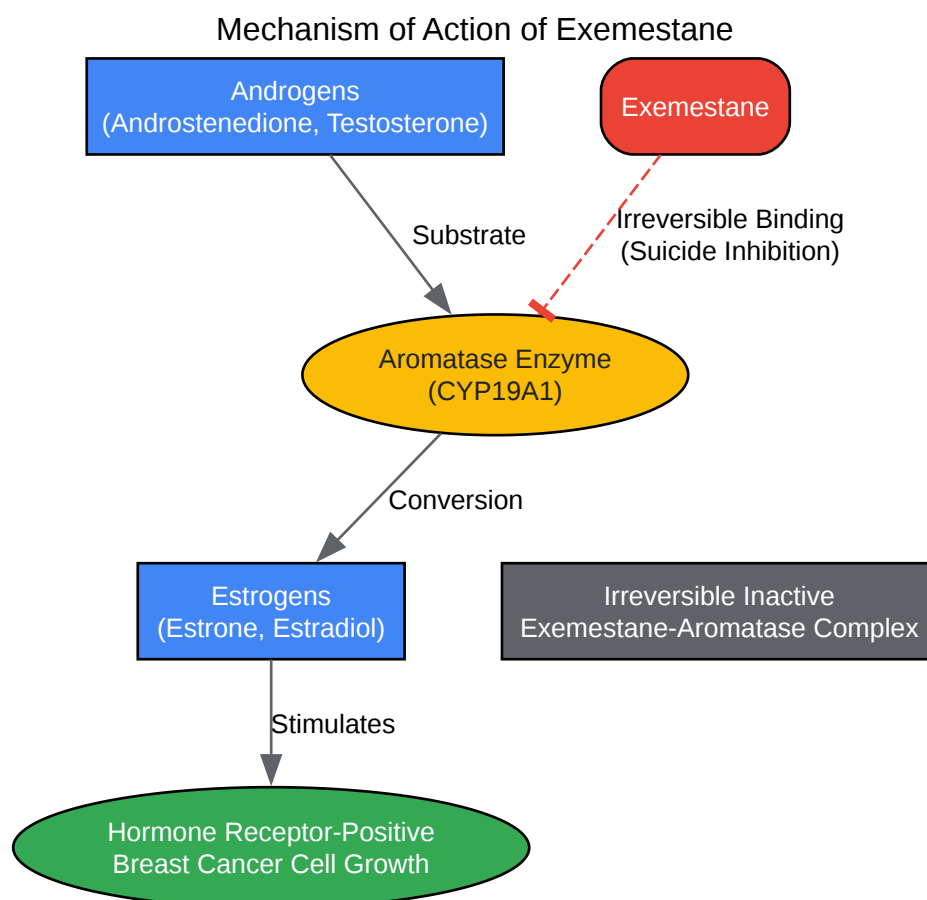 Mechanism of Action of Exemestane
Androgens
(Androstenedione, Testosterone)
Exemestane
Substrate
Irreversible Binding
(Suicide Inhibition)
Aromatase Enzyme
(CYP19A1)
Conversion
Estrogens
(Estrone, Estradiol)
Irreversible Inactive
Exemestane-Aromatase Complex
Stimulates
Hormone Receptor-Positive
Breast Cancer Cell Growth